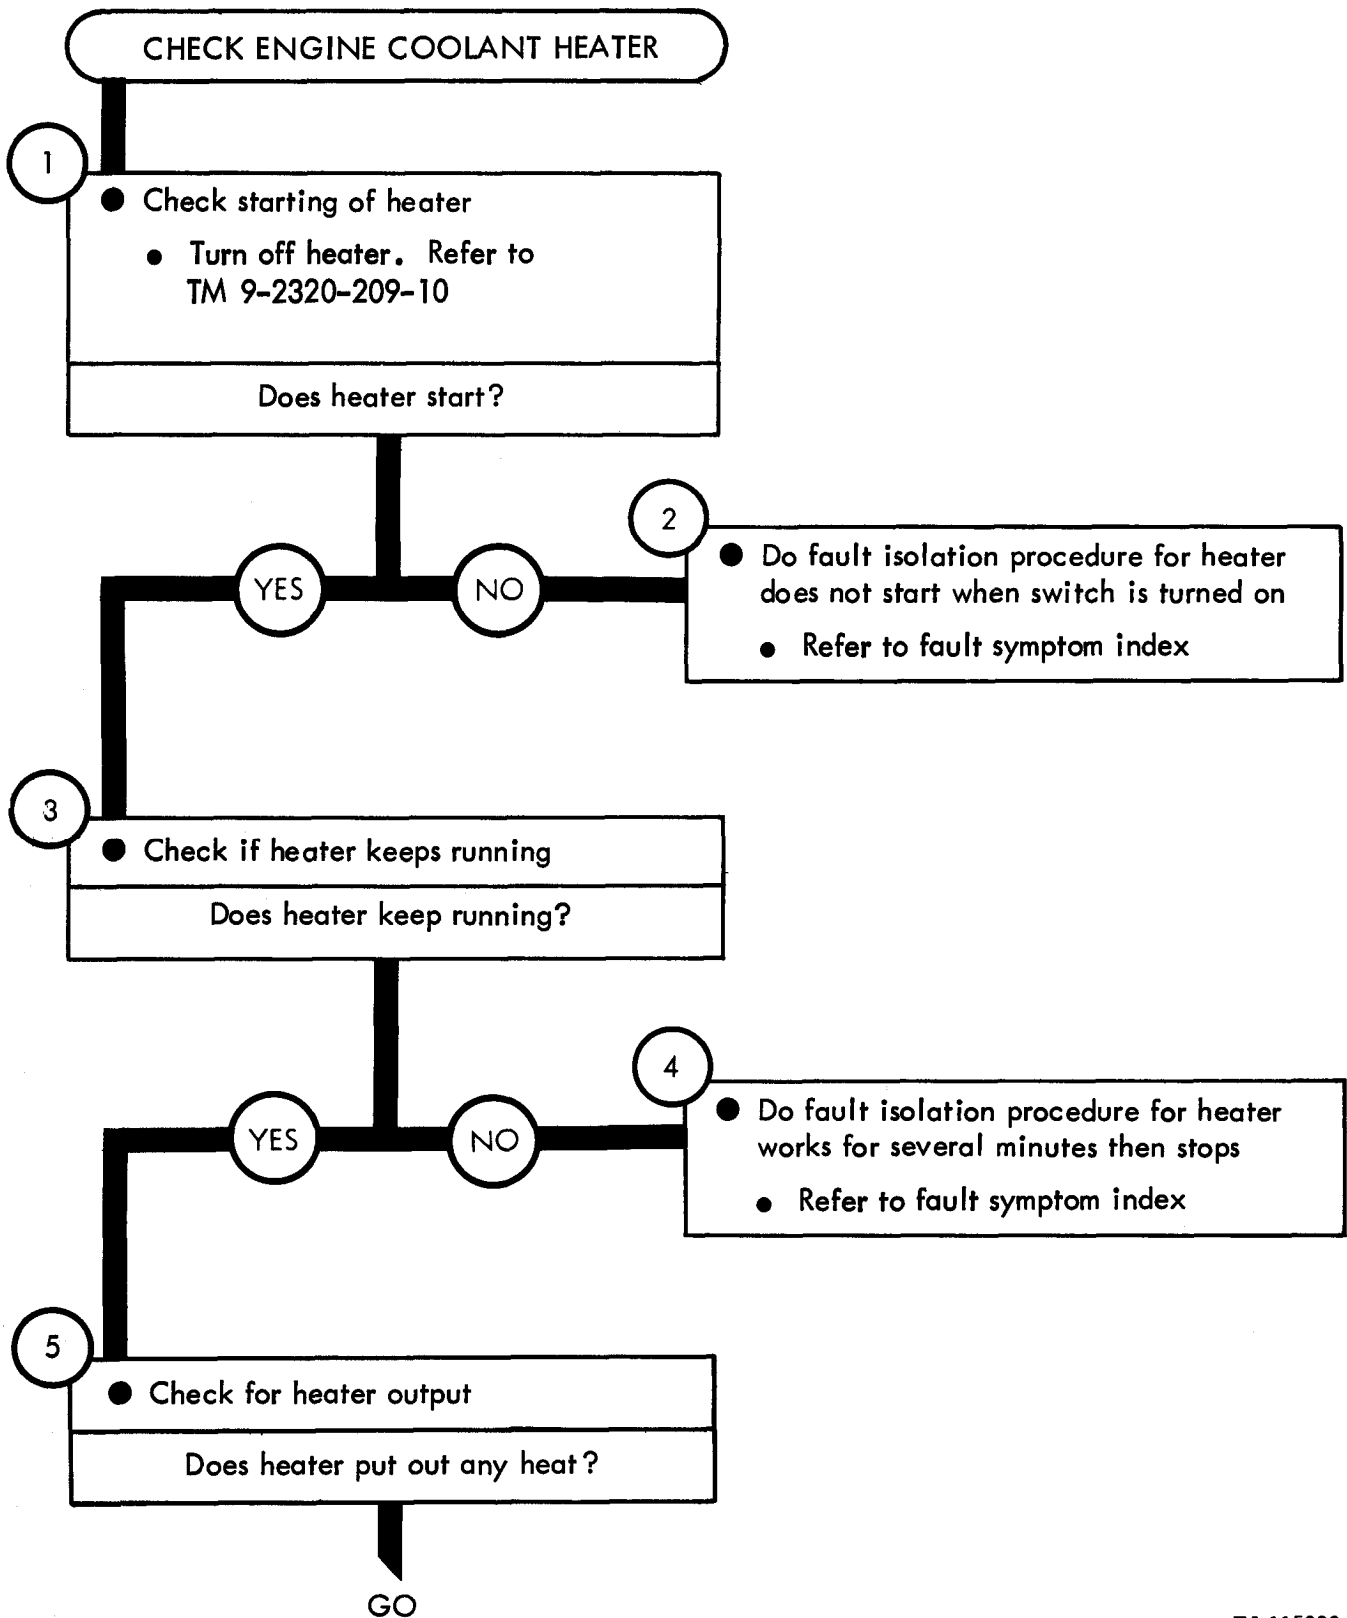 CHECK ENGINE COOLANT HEATER
1
● Check starting of heater
● Turn off heater. Refer to
TM 9-2320-209-10
Does heater start?
YES
NO
2
● Do fault isolation procedure for heater
does not start when switch is turned on
● Refer to fault symptom index
3
● Check if heater keeps running
Does heater keep running?
YES
NO
4
● Do fault isolation procedure for heater
works for several minutes then stops
● Refer to fault symptom index
5
● Check for heater output
Does heater put out any heat?
GO